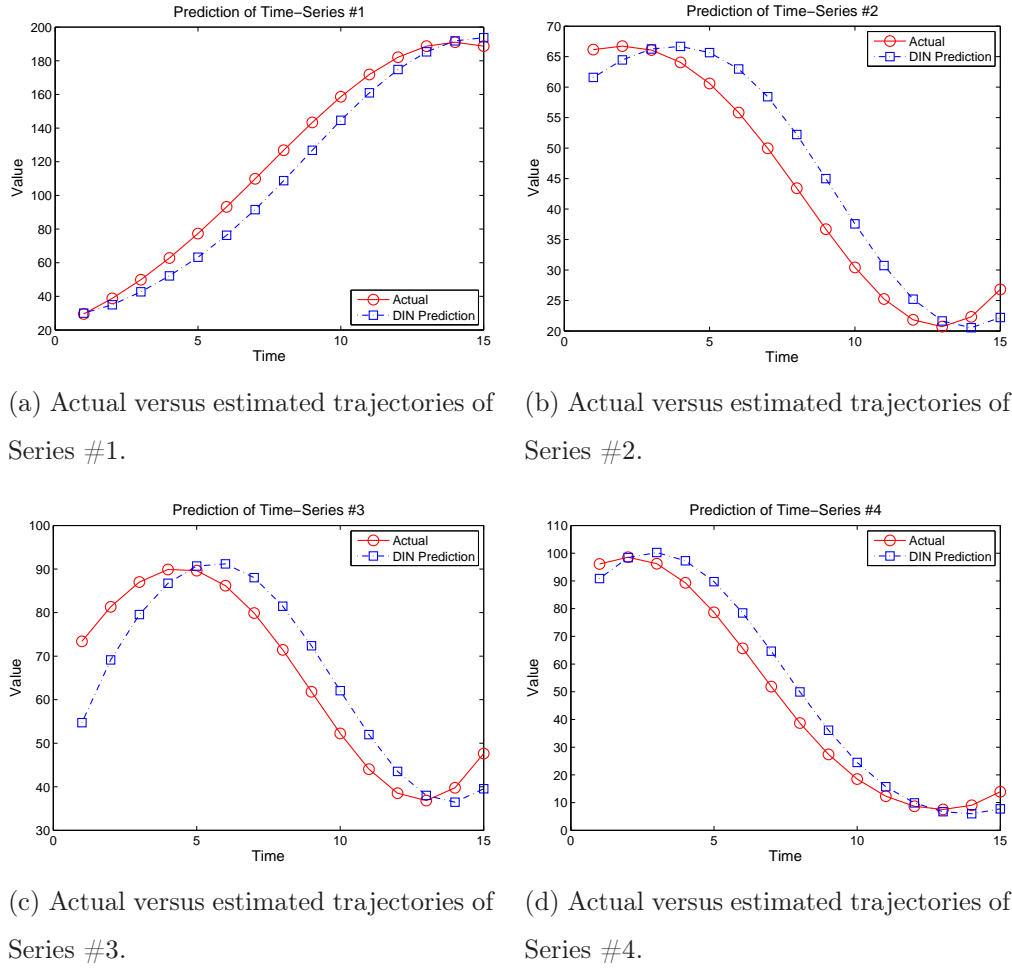 Prediction of Time-Series #1
200
180
160
140
120
100
80
60
40
20
Value
0
5
10
15
Time
Actual
DIN Prediction
(a) Actual versus estimated trajectories of
Series #1.
Prediction of Time-Series #2
70
65
60
55
50
45
40
35
30
25
20
Value
0
5
10
15
Time
Actual
DIN Prediction
(b) Actual versus estimated trajectories of
Series #2.
Prediction of Time-Series #3
100
90
80
70
60
50
40
30
Value
0
5
10
15
Time
Actual
DIN Prediction
(c) Actual versus estimated trajectories of
Series #3.
Prediction of Time-Series #4
110
100
90
80
70
60
50
40
30
20
10
0
Value
0
5
10
15
Time
Actual
DIN Prediction
(d) Actual versus estimated trajectories of
Series #4.